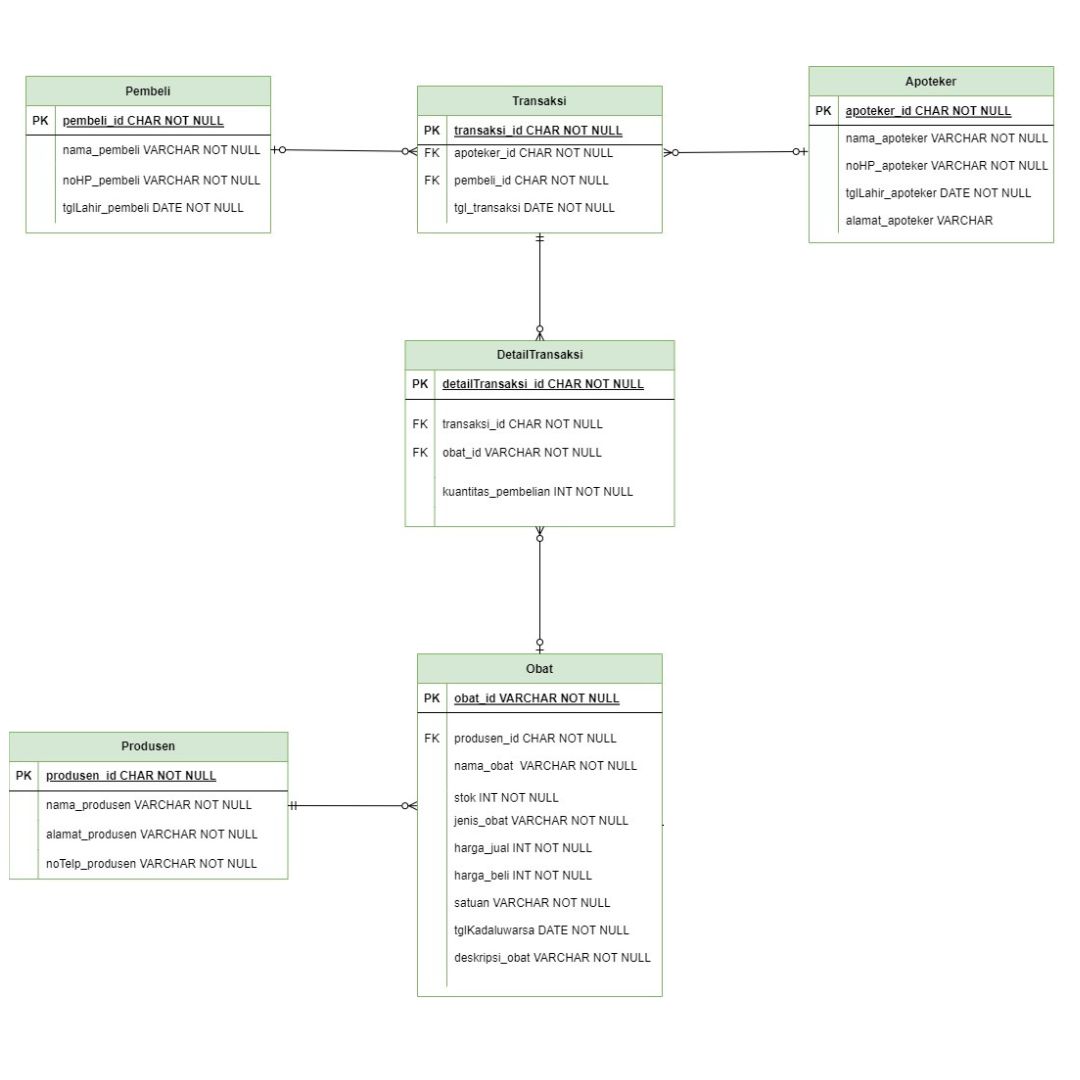 Pembeli
PK pembeli_id CHAR NOT NULL
nama_pembeli VARCHAR NOT NULL
noHP_pembeli VARCHAR NOT NULL
tglLahir_pembeli DATE NOT NULL
Transaksi
PK transaksi_id CHAR NOT NULL
FK apoteker_id CHAR NOT NULL
FK pembeli_id CHAR NOT NULL
tgl_transaksi DATE NOT NULL
Apoteker
PK apoteker_id CHAR NOT NULL
nama_apoteker VARCHAR NOT NULL
noHP_apoteker VARCHAR NOT NULL
tglLahir_apoteker DATE NOT NULL
alamat_apoteker VARCHAR
DetailTransaksi
PK detailTransaksi_id CHAR NOT NULL
FK transaksi_id CHAR NOT NULL
FK obat_id VARCHAR NOT NULL
kuantitas_pembelian INT NOT NULL
Obat
PK obat_id VARCHAR NOT NULL
FK produsen_id CHAR NOT NULL
nama_obat VARCHAR NOT NULL
stok INT NOT NULL
jenis_obat VARCHAR NOT NULL
harga_jual INT NOT NULL
harga_beli INT NOT NULL
satuan VARCHAR NOT NULL
tglKadaluwarsa DATE NOT NULL
deskripsi_obat VARCHAR NOT NULL
Produsen
PK produsen_id CHAR NOT NULL
nama_produsen VARCHAR NOT NULL
alamat_produsen VARCHAR NOT NULL
noTelp_produsen VARCHAR NOT NULL